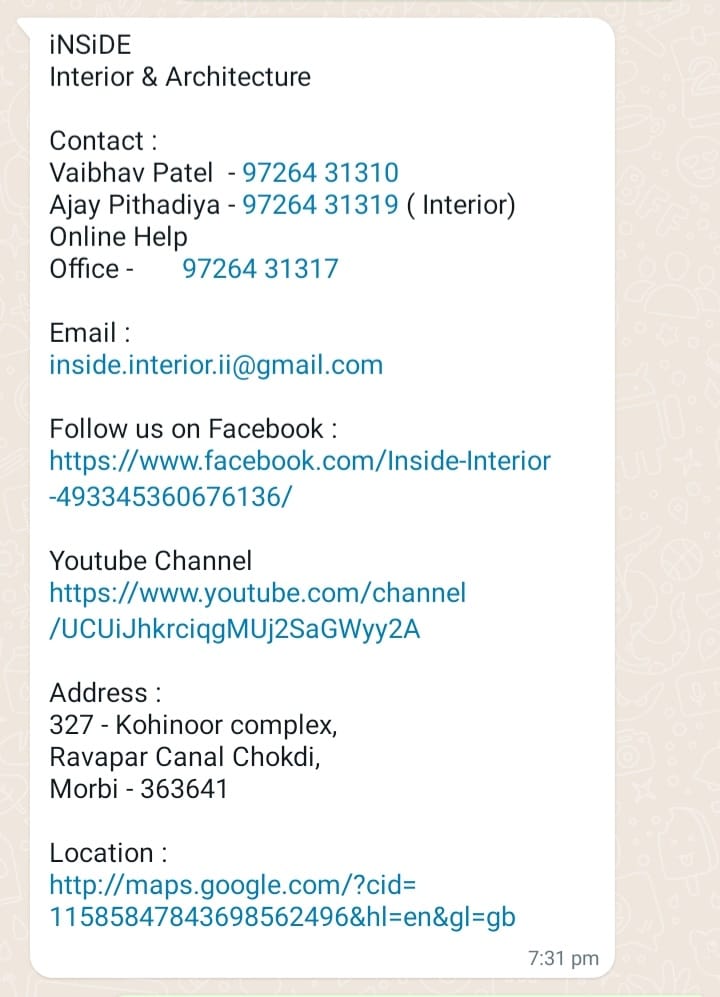 iNSiDE
Interior & Architecture
Contact :
Vaibhav Patel - 97264 31310
Ajay Pithadiya - 97264 31319 ( Interior)
Online Help
Office - 97264 31317
Email :
inside.interior.ii@gmail.com
Follow us on Facebook :
https://www.facebook.com/Inside-Interior
-493345360676136/
Youtube Channel
https://www.youtube.com/channel
/UCUiJhkrciqgMUj2SaGWyy2A
Address :
327 - Kohinoor complex,
Ravapar Canal Chokdi,
Morbi - 363641
Location :
http://maps.google.com/?cid=
11585847843698562496&hl=en&gl=gb
7:31 pm